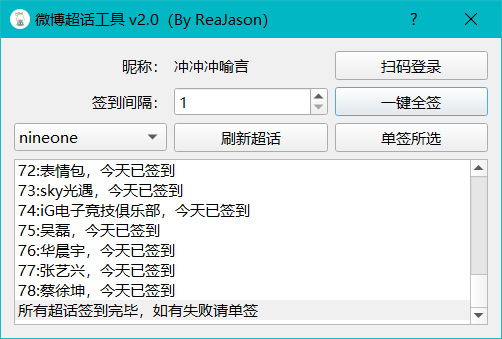 微博超话工具 v2.0（By ReaJason）
昵称： 冲冲冲喻言 扫码登录
签到间隔： 1 一键全签
nineone 刷新超话 单签所选
72:表情包，今天已签到
73:sky光遇，今天已签到
74:iG电子竞技俱乐部，今天已签到
75:吴磊，今天已签到
76:华晨宇，今天已签到
77:张艺兴，今天已签到
78:蔡徐坤，今天已签到
所有超话签到完毕，如有失败请单签